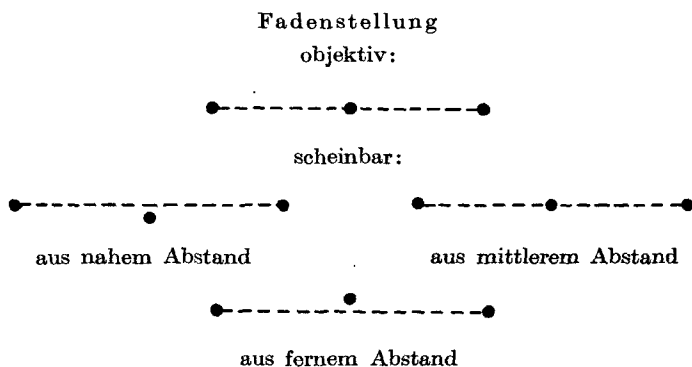 Fadenstellung
objektiv:
scheinbar:
aus nahem Abstand
aus mittlerem Abstand
aus fernem Abstand